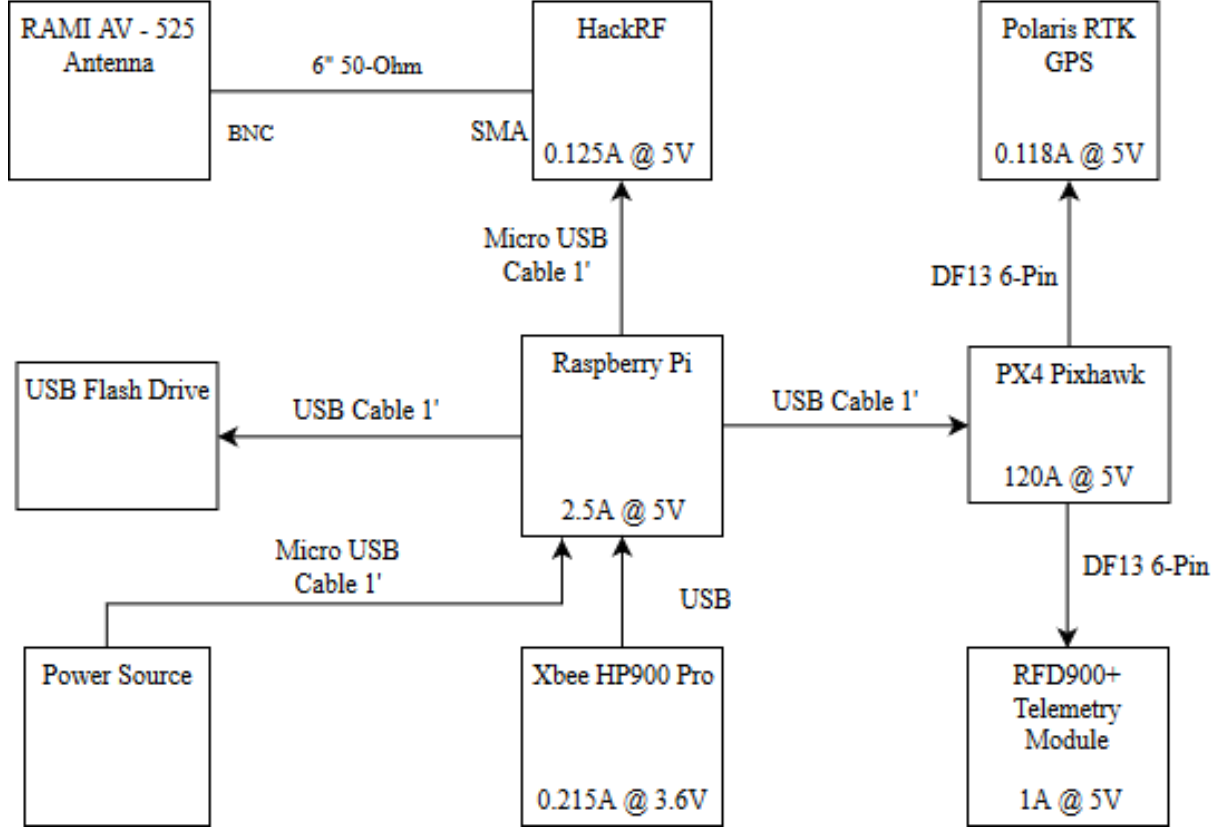 RAMI AV - 525
Antenna
6" 50-Ohm
BNC
SMA
HackRF
0.125A @ 5V
Polaris RTK
GPS
0.118A @ 5V
Micro USB
Cable 1'
DF13 6-Pin
USB Flash Drive
USB Cable 1'
Raspberry Pi
2.5A @ 5V
USB Cable 1'
PX4 Pixhawk
120A @ 5V
Micro USB
Cable 1'
USB
DF13 6-Pin
Power Source
Xbee HP900 Pro
0.215A @ 3.6V
RFD900+
Telemetry
Module
1A @ 5V